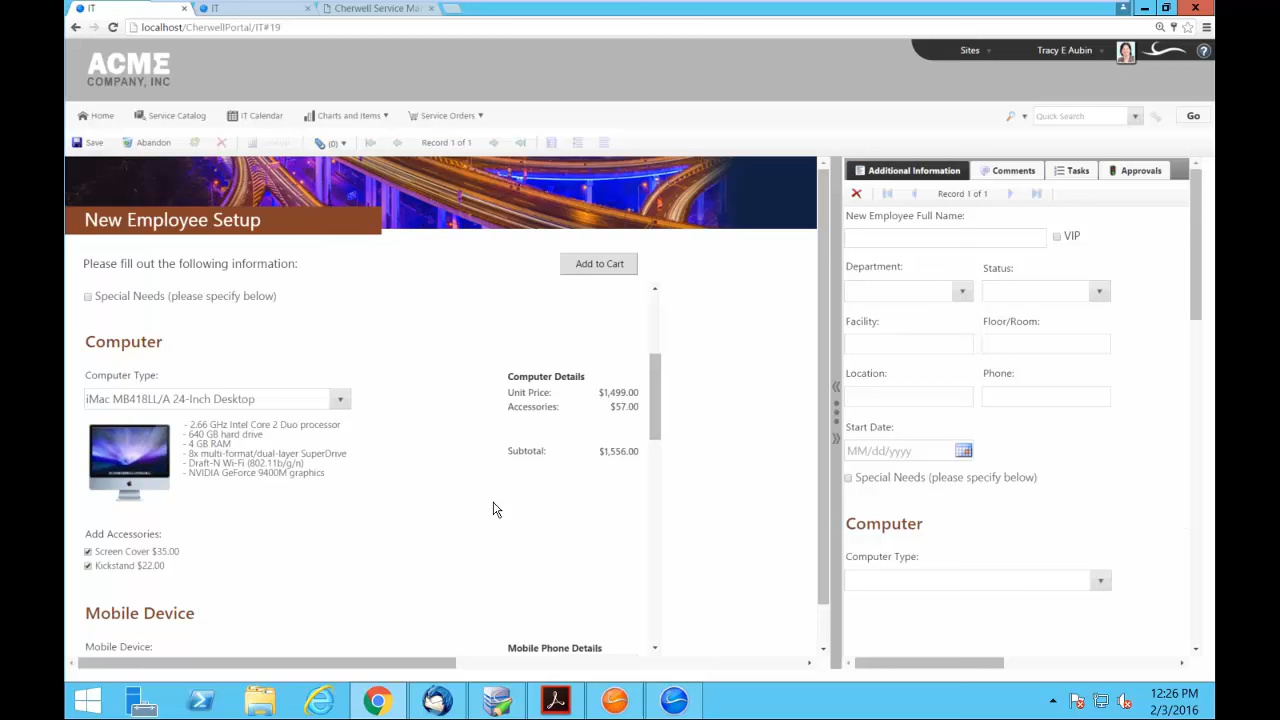 IT
IT
Cherwell Service Ma
localhost/CherwellPortal/IT#19
ACME
COMPANY, INC
Sites
Tracy E Aubin
Home
Service Catalog
IT Calendar
Charts and Items
Service Orders
Quick Search
Go
Save
Abandon
(0)
Record 1 of 1
New Employee Setup
Please fill out the following information:
Add to Cart
Special Needs (please specify below)
Computer
Computer Type:
iMac MB418LL/A 24-Inch Desktop
- 2.66 GHz Intel Core 2 Duo processor
- 640 GB hard drive
- 4 GB RAM
- 8x multi-format/dual-layer SuperDrive
- Draft-N Wi-Fi (802.11b/g/n)
- NVIDIA GeForce 9400M graphics
Computer Details
Unit Price: $1,499.00
Accessories: $57.00
Subtotal: $1,556.00
Add Accessories:
Screen Cover $35.00
Kickstand $22.00
Mobile Device
Mobile Device:
Mobile Phone Details
Additional Information
Comments
Tasks
Approvals
Record 1 of 1
New Employee Full Name:
VIP
Department:
Status:
Facility:
Floor/Room:
Location:
Phone:
Start Date:
MM/dd/yyyy
Special Needs (please specify below)
Computer
Computer Type:
12:26 PM
2/3/2016